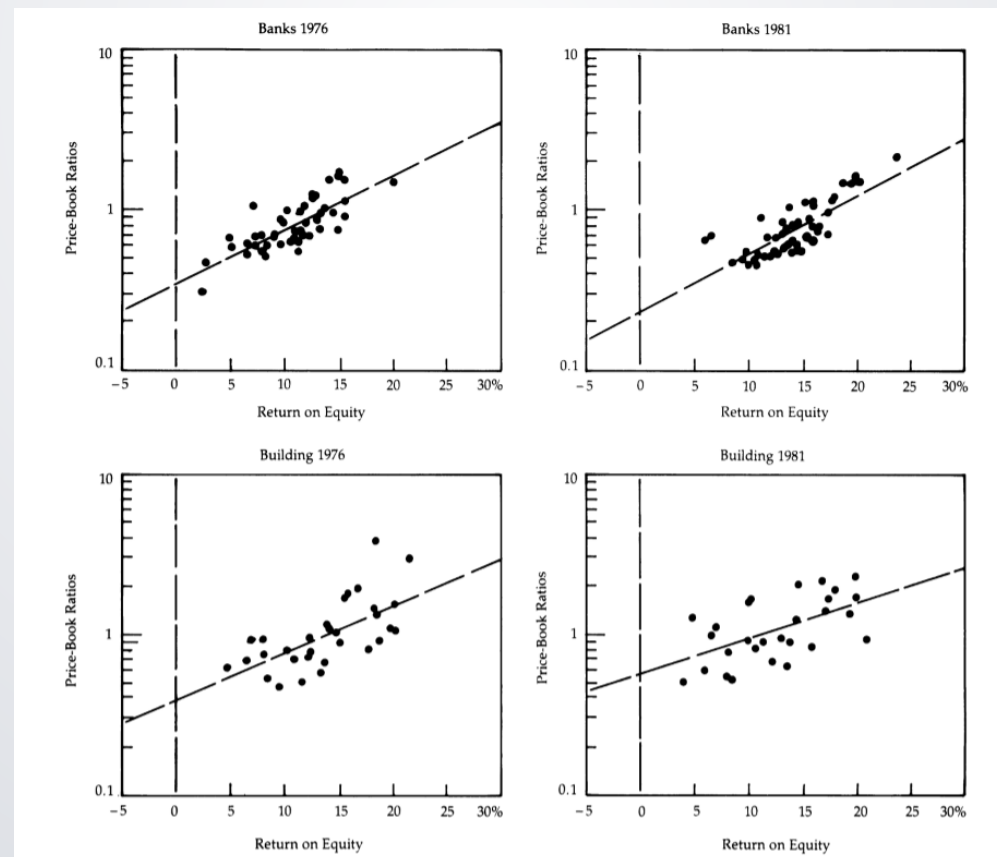 Banks 1976
10
1
0.1
Price-Book Ratios
−5 0 5 10 15 20 25 30%
Return on Equity
Banks 1981
10
1
0.1
Price-Book Ratios
−5 0 5 10 15 20 25 30%
Return on Equity
Building 1976
10
1
0.1
Price-Book Ratios
−5 0 5 10 15 20 25 30%
Return on Equity
Building 1981
10
1
0.1
Price-Book Ratios
−5 0 5 10 15 20 25 30%
Return on Equity